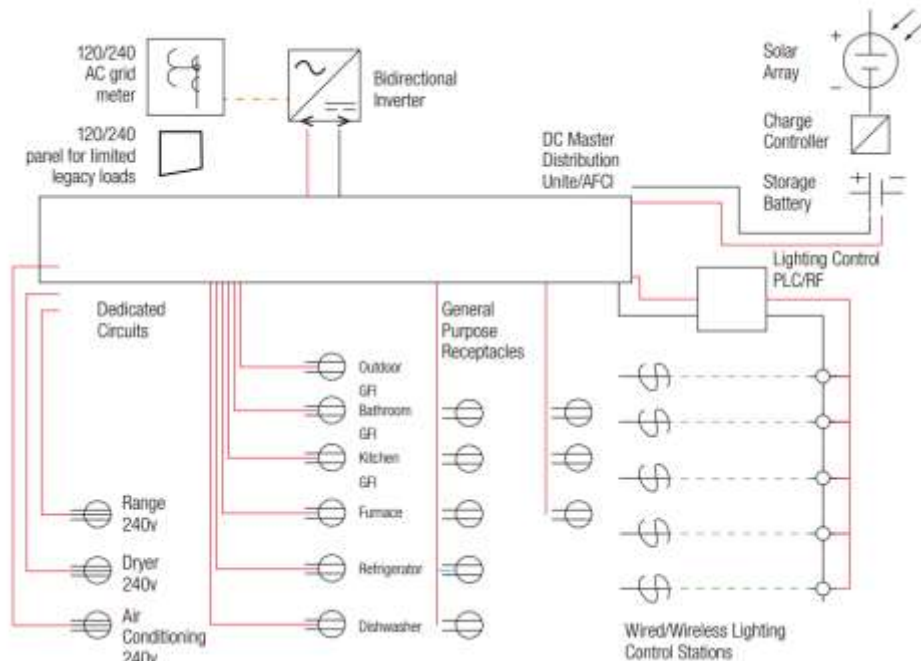 120/240
AC grid
meter
Bidirectional
Inverter
Solar
Array
+
−
120/240
panel for limited
legacy loads
DC Master
Distribution
Unite/AFCI
Charge
Controller
Storage
Battery
+ −
Lighting Control
PLC/RF
Dedicated
Circuits
General
Purpose
Receptacles
Outdoor
GFI
Bathroom
GFI
Kitchen
GFI
Furnace
Refrigerator
Dishwasher
Range
240v
Dryer
240v
Air
Conditioning
240v
Wired/Wireless Lighting
Control Stations